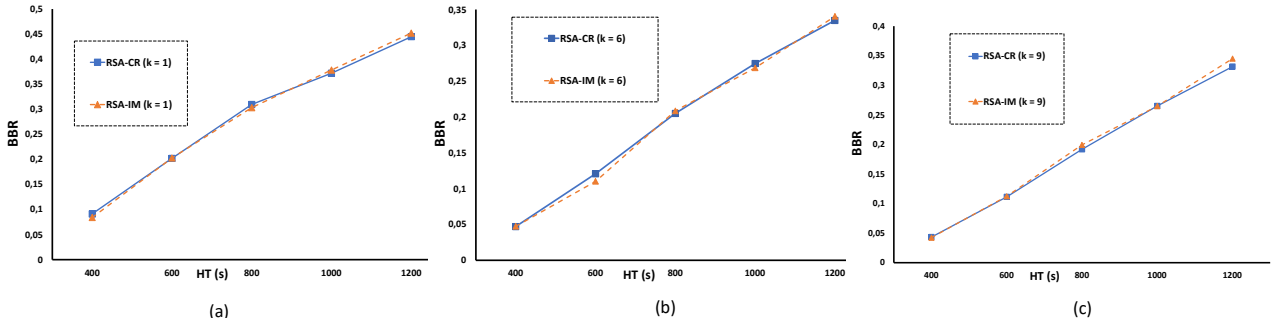 0,5
0,45
0,4
0,35
0,3
0,25
0,2
0,15
0,1
0,05
0
BBR
RSA-CR (k = 1)
RSA-IM (k = 1)
400
600
800
1000
1200
HT (s)
(a)
0,35
0,3
0,25
0,2
0,15
0,1
0,05
0
BBR
RSA-CR (k = 6)
RSA-IM (k = 6)
400
600
800
1000
1200
HT (s)
(b)
0,4
0,35
0,3
0,25
0,2
0,15
0,1
0,05
0
BBR
RSA-CR (k = 9)
RSA-IM (k = 9)
400
600
800
1000
1200
HT (s)
(c)